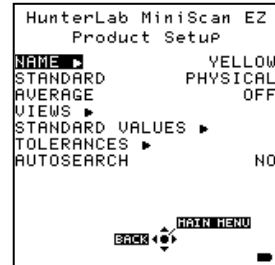 HunterLab MiniScan EZ
Product Setup
NAME ▶ YELLOW
STANDARD PHYSICAL
AVERAGE OFF
VIEWS ▶
STANDARD VALUES ▶
TOLERANCES ▶
AUTOSEARCH NO
MAIN MENU
BACK